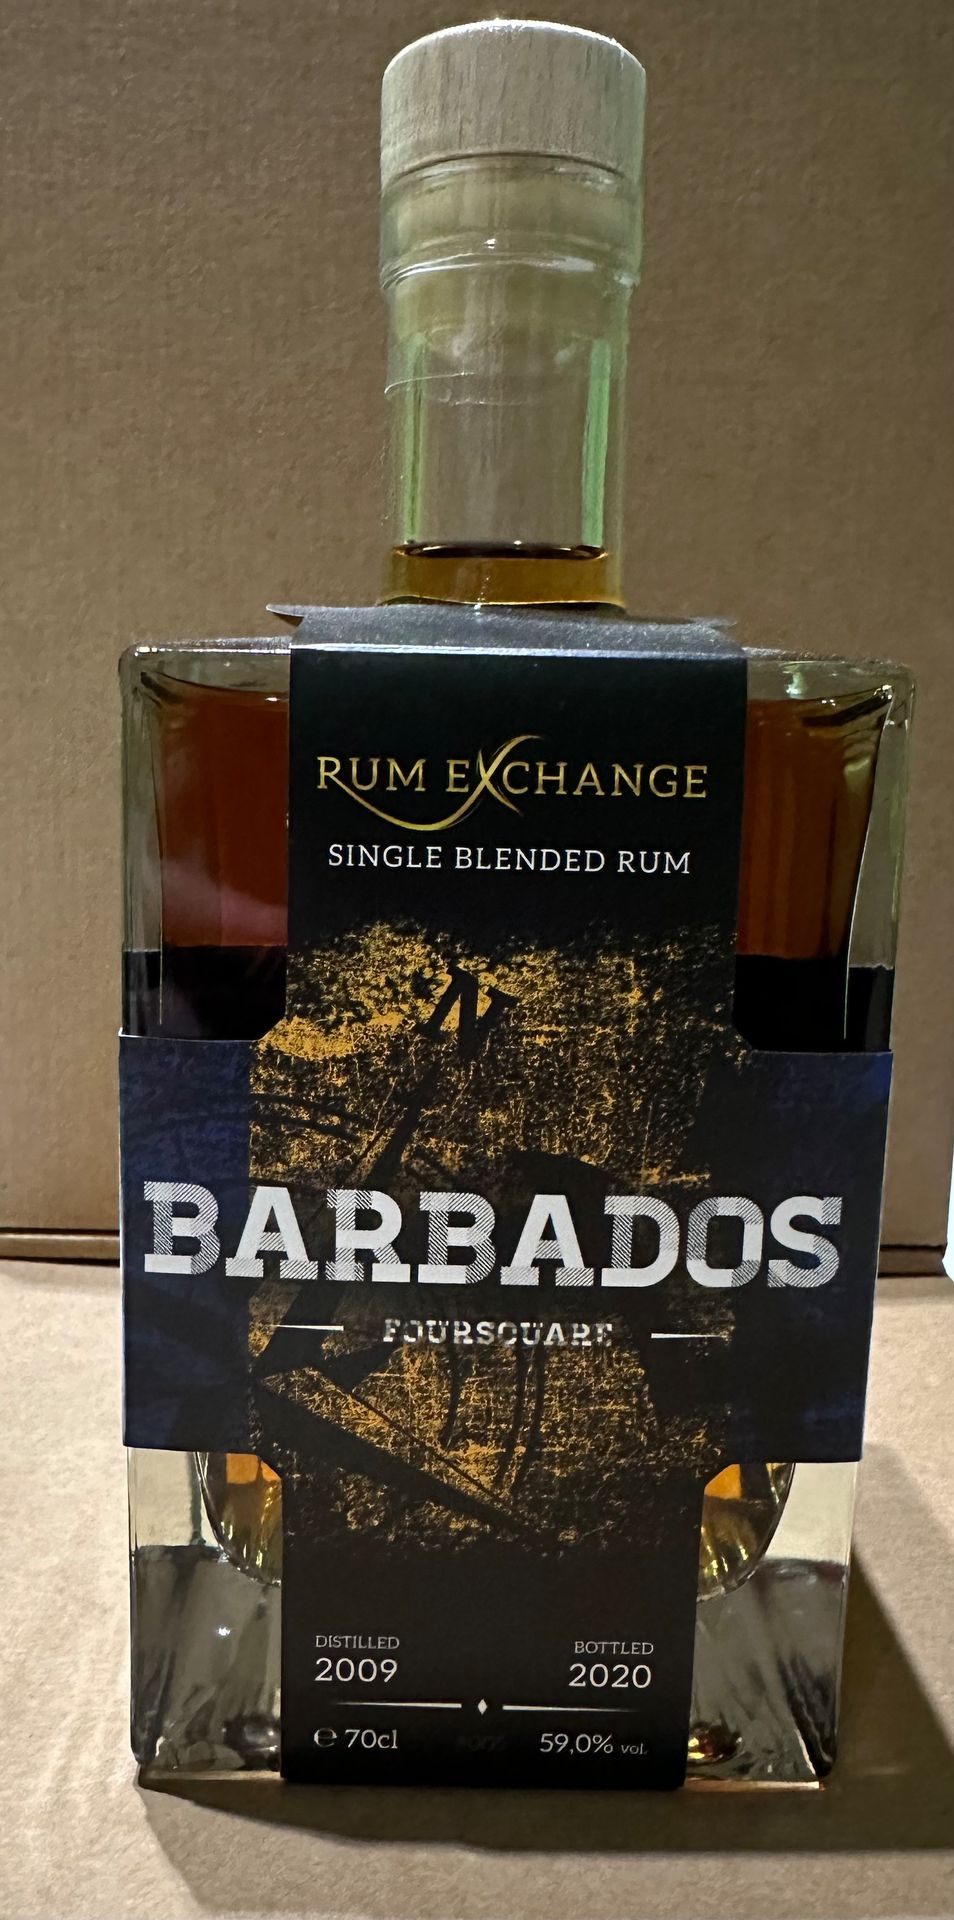 RUM EXCHANGE
SINGLE BLENDED RUM
N
BARBADOS
FOURSQUARE
DISTILLED
2009
BOTTLED
2020
℮ 70cl
59,0% vol.